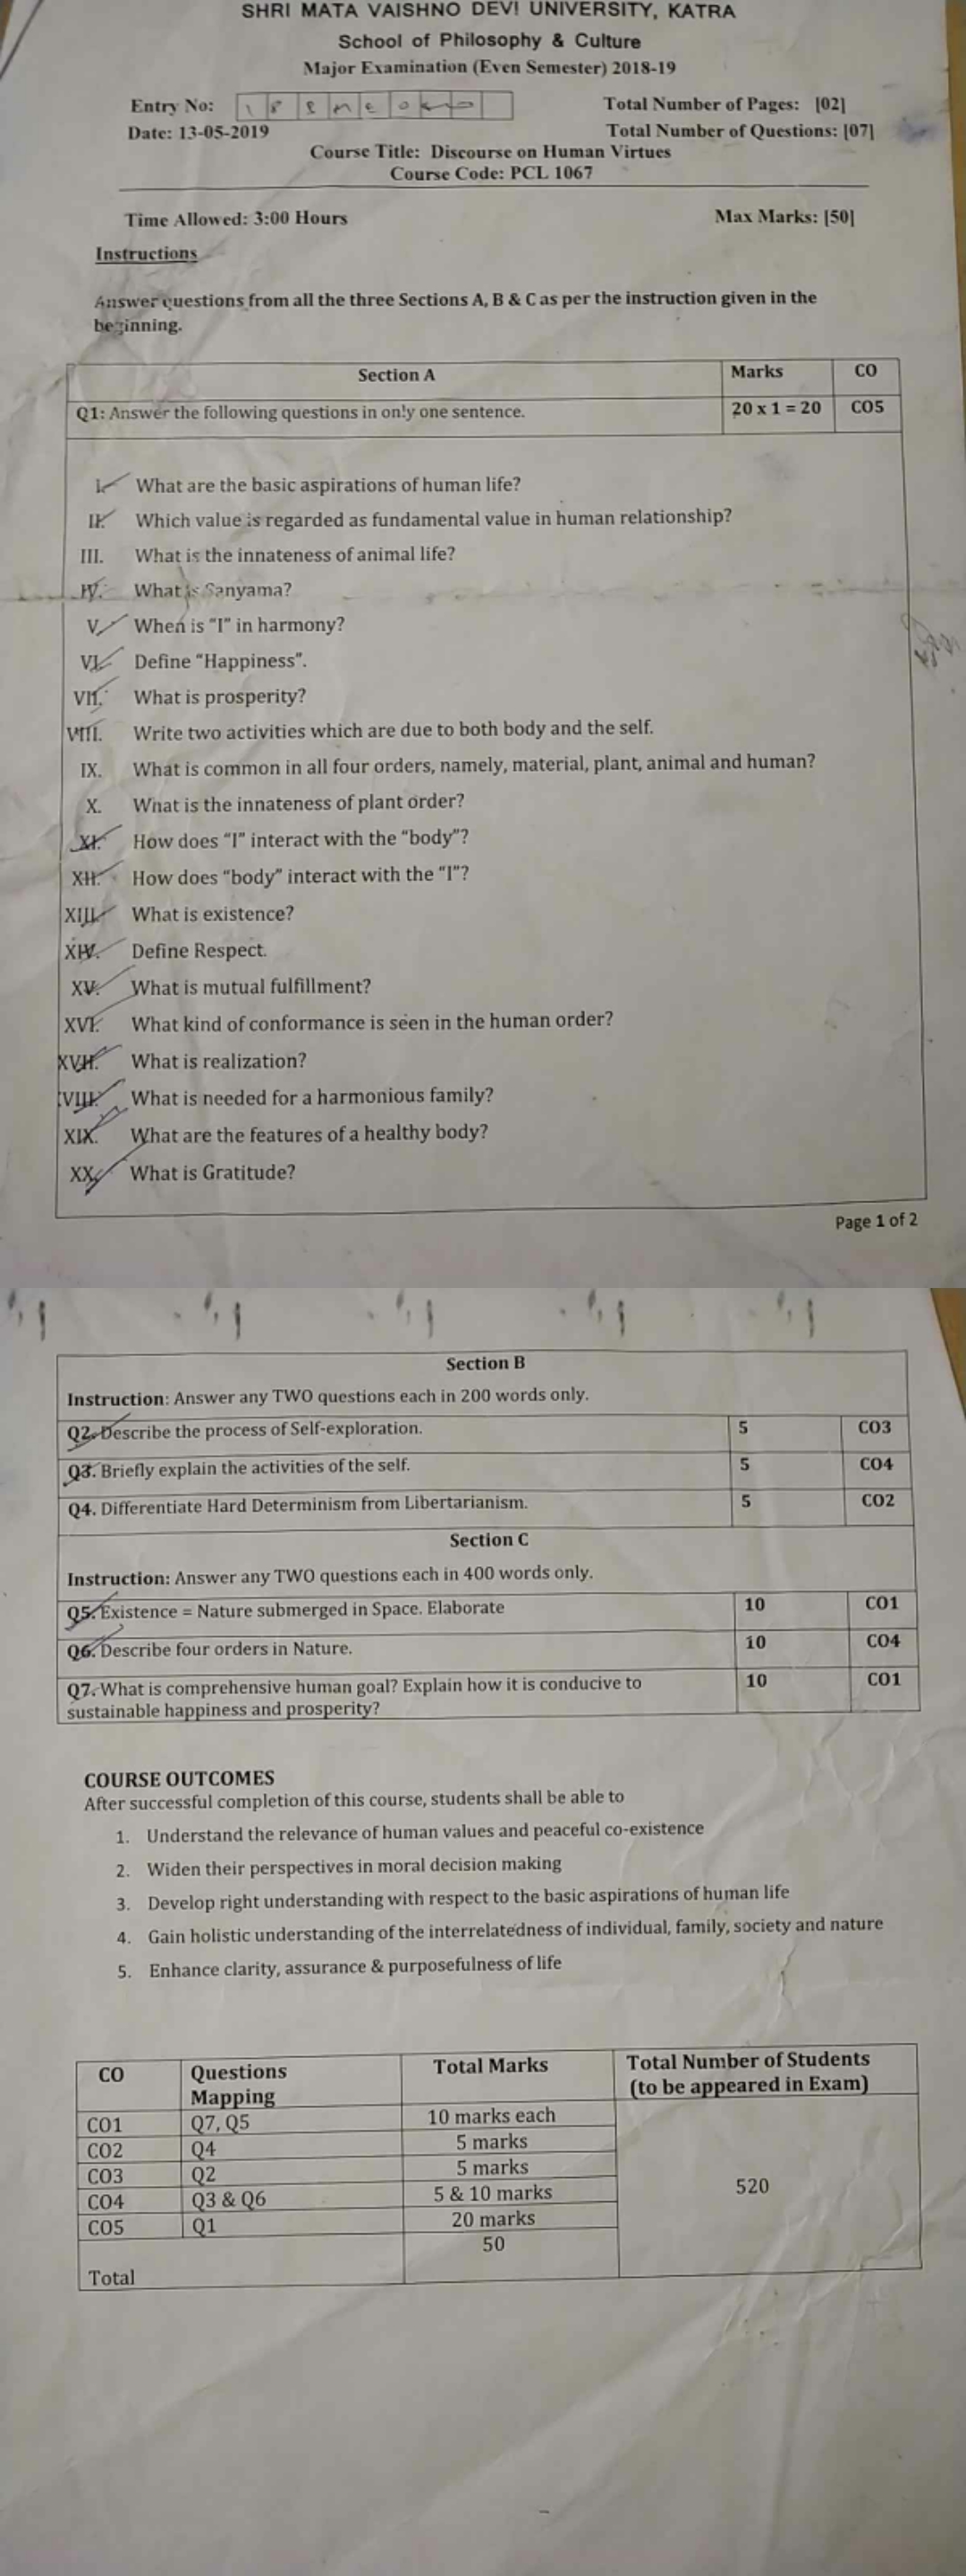 SHRI MATA VAISHNO DEVI UNIVERSITY, KATRA
School of Philosophy & Culture
Major Examination (Even Semester) 2018-19
Entry No:
Total Number of Pages: [02]
Date: 13-05-2019
Total Number of Questions: [07]
Course Title: Discourse on Human Virtues
Course Code: PCL 1067
Time Allowed: 3:00 Hours
Max Marks: [50]
Instructions
Answer questions from all the three Sections A, B & C as per the instruction given in the
beginning.
Section A Marks CO
Q1: Answer the following questions in only one sentence. 20 x 1 = 20 CO5
I. What are the basic aspirations of human life?
II. Which value is regarded as fundamental value in human relationship?
III. What is the innateness of animal life?
IV. What is Sanyama?
V. When is "I" in harmony?
VI. Define "Happiness".
VII. What is prosperity?
VIII. Write two activities which are due to both body and the self.
IX. What is common in all four orders, namely, material, plant, animal and human?
X. What is the innateness of plant order?
XI. How does "I" interact with the "body"?
XII. How does "body" interact with the "I"?
XIII. What is existence?
XIV. Define Respect.
XV. What is mutual fulfillment?
XVI. What kind of conformance is seen in the human order?
XVII. What is realization?
XVIII. What is needed for a harmonious family?
XIX. What are the features of a healthy body?
XX. What is Gratitude?
Page 1 of 2
Section B
Instruction: Answer any TWO questions each in 200 words only.
Q2. Describe the process of Self-exploration. 5 CO3
Q3. Briefly explain the activities of the self. 5 CO4
Q4. Differentiate Hard Determinism from Libertarianism. 5 CO2
Section C
Instruction: Answer any TWO questions each in 400 words only.
Q5. Existence = Nature submerged in Space. Elaborate 10 CO1
Q6. Describe four orders in Nature. 10 CO4
Q7. What is comprehensive human goal? Explain how it is conducive to 10 CO1
sustainable happiness and prosperity?
COURSE OUTCOMES
After successful completion of this course, students shall be able to
1. Understand the relevance of human values and peaceful co-existence
2. Widen their perspectives in moral decision making
3. Develop right understanding with respect to the basic aspirations of human life
4. Gain holistic understanding of the interrelatedness of individual, family, society and nature
5. Enhance clarity, assurance & purposefulness of life
CO Questions Total Marks Total Number of Students
Mapping (to be appeared in Exam)
CO1 Q7, Q5 10 marks each
CO2 Q4 5 marks
CO3 Q2 5 marks
CO4 Q3 & Q6 5 & 10 marks 520
CO5 Q1 20 marks
50
Total